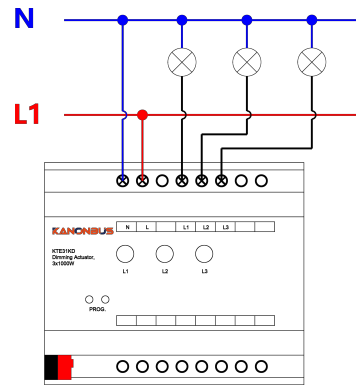 N
L1
KANONBUS
N L L1 L2 L3
KTE31KD
Dimming Actuator,
3x1000W
L1 L2 L3
PROG.